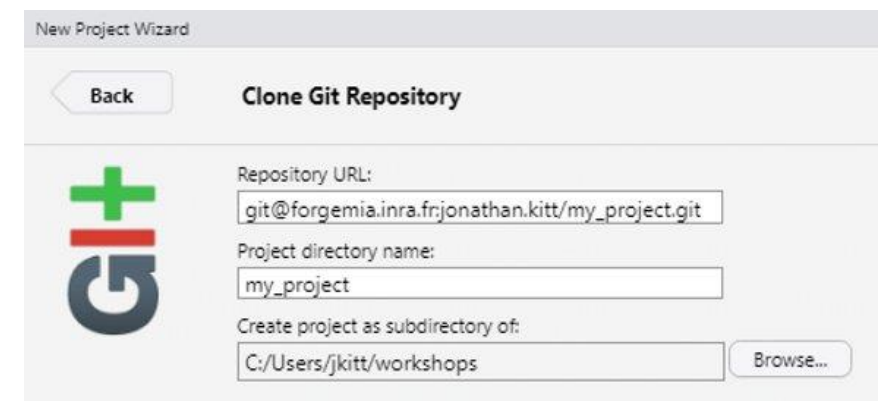 New Project Wizard
Back
Clone Git Repository
Repository URL:
git@forgemia.inra.fr:jonathan.kitt/my_project.git
Project directory name:
my_project
Create project as subdirectory of:
C:/Users/jkitt/workshops
Browse...
GIt